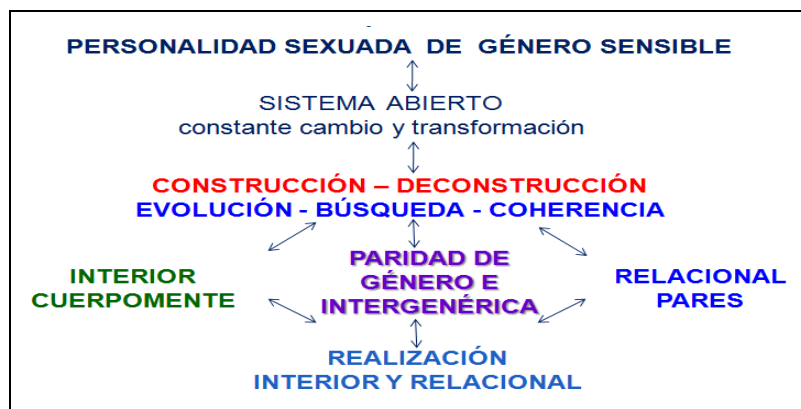 PERSONALIDAD SEXUADA DE GÉNERO SENSIBLE
SISTEMA ABIERTO
constante cambio y transformación
CONSTRUCCIÓN – DECONSTRUCCIÓN
EVOLUCIÓN - BÚSQUEDA - COHERENCIA
INTERIOR
CUERPOMENTE
PARIDAD DE
GÉNERO E
INTERGENÉRICA
RELACIONAL
PARES
REALIZACIÓN
INTERIOR Y RELACIONAL